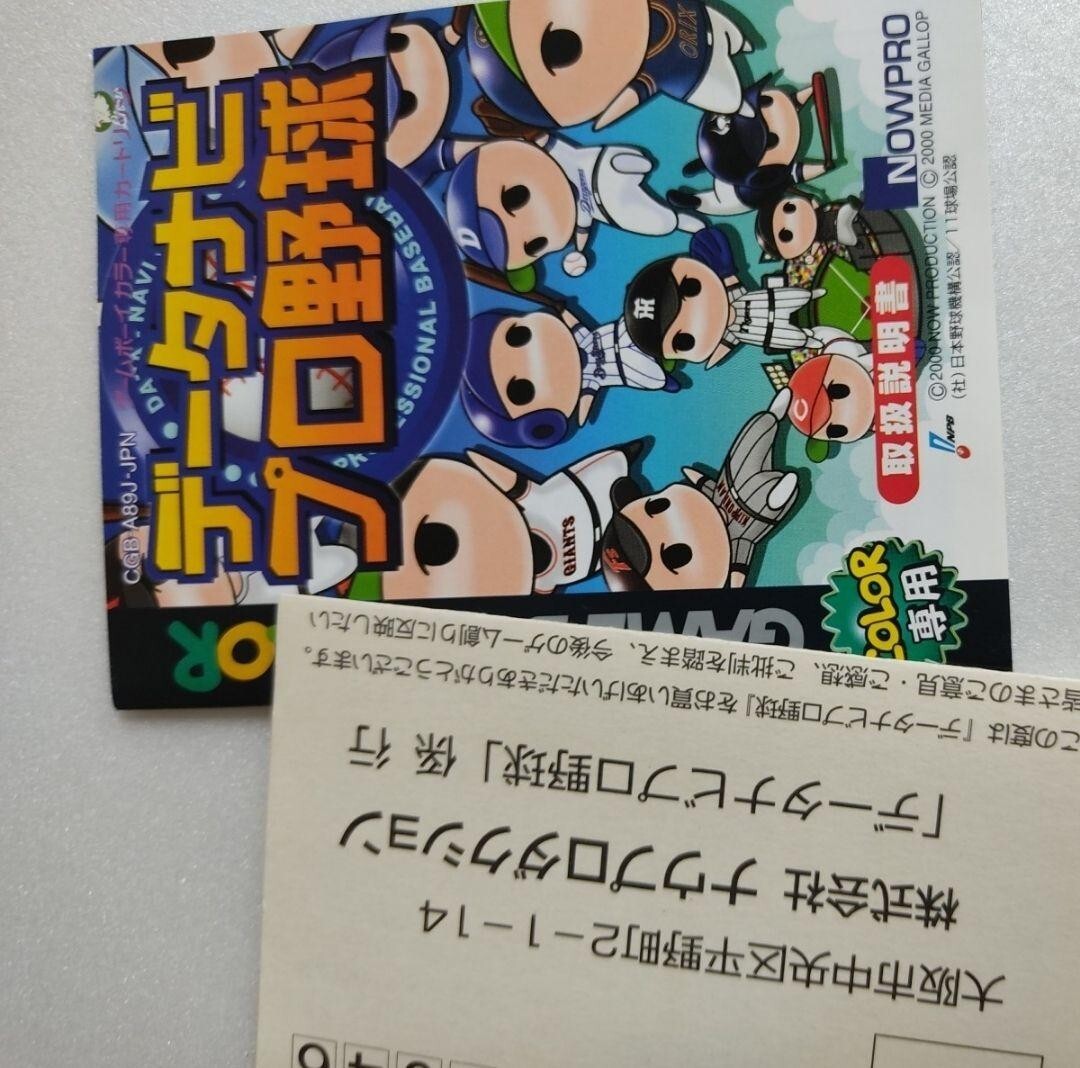 ゲームボーイカラー専用カートリッジ
データナビ
プロ野球
DATA-NAVI
PROFESSIONAL BASEBALL
CGB-A89J-JPN
ORIX
Dragons
D
GIANTS
Tigers
C
NIPPONHAM
NOWPRO
©2000 NOW PRODUCTION © 2000 MEDIA GALLOP
(社)日本野球機構公認/11球場公認
取扱説明書
NPB
GAME
COLOR
専用
大阪市中央区平野町2-1-14
株式会社 ナウプロダクション
「データナビプロ野球」係 行
この度は『データナビプロ野球』をお買いあげいただきありがとうございます。
皆さまのご意見・ご感想、ご批判を踏まえ、今後のゲーム創りに反映したい